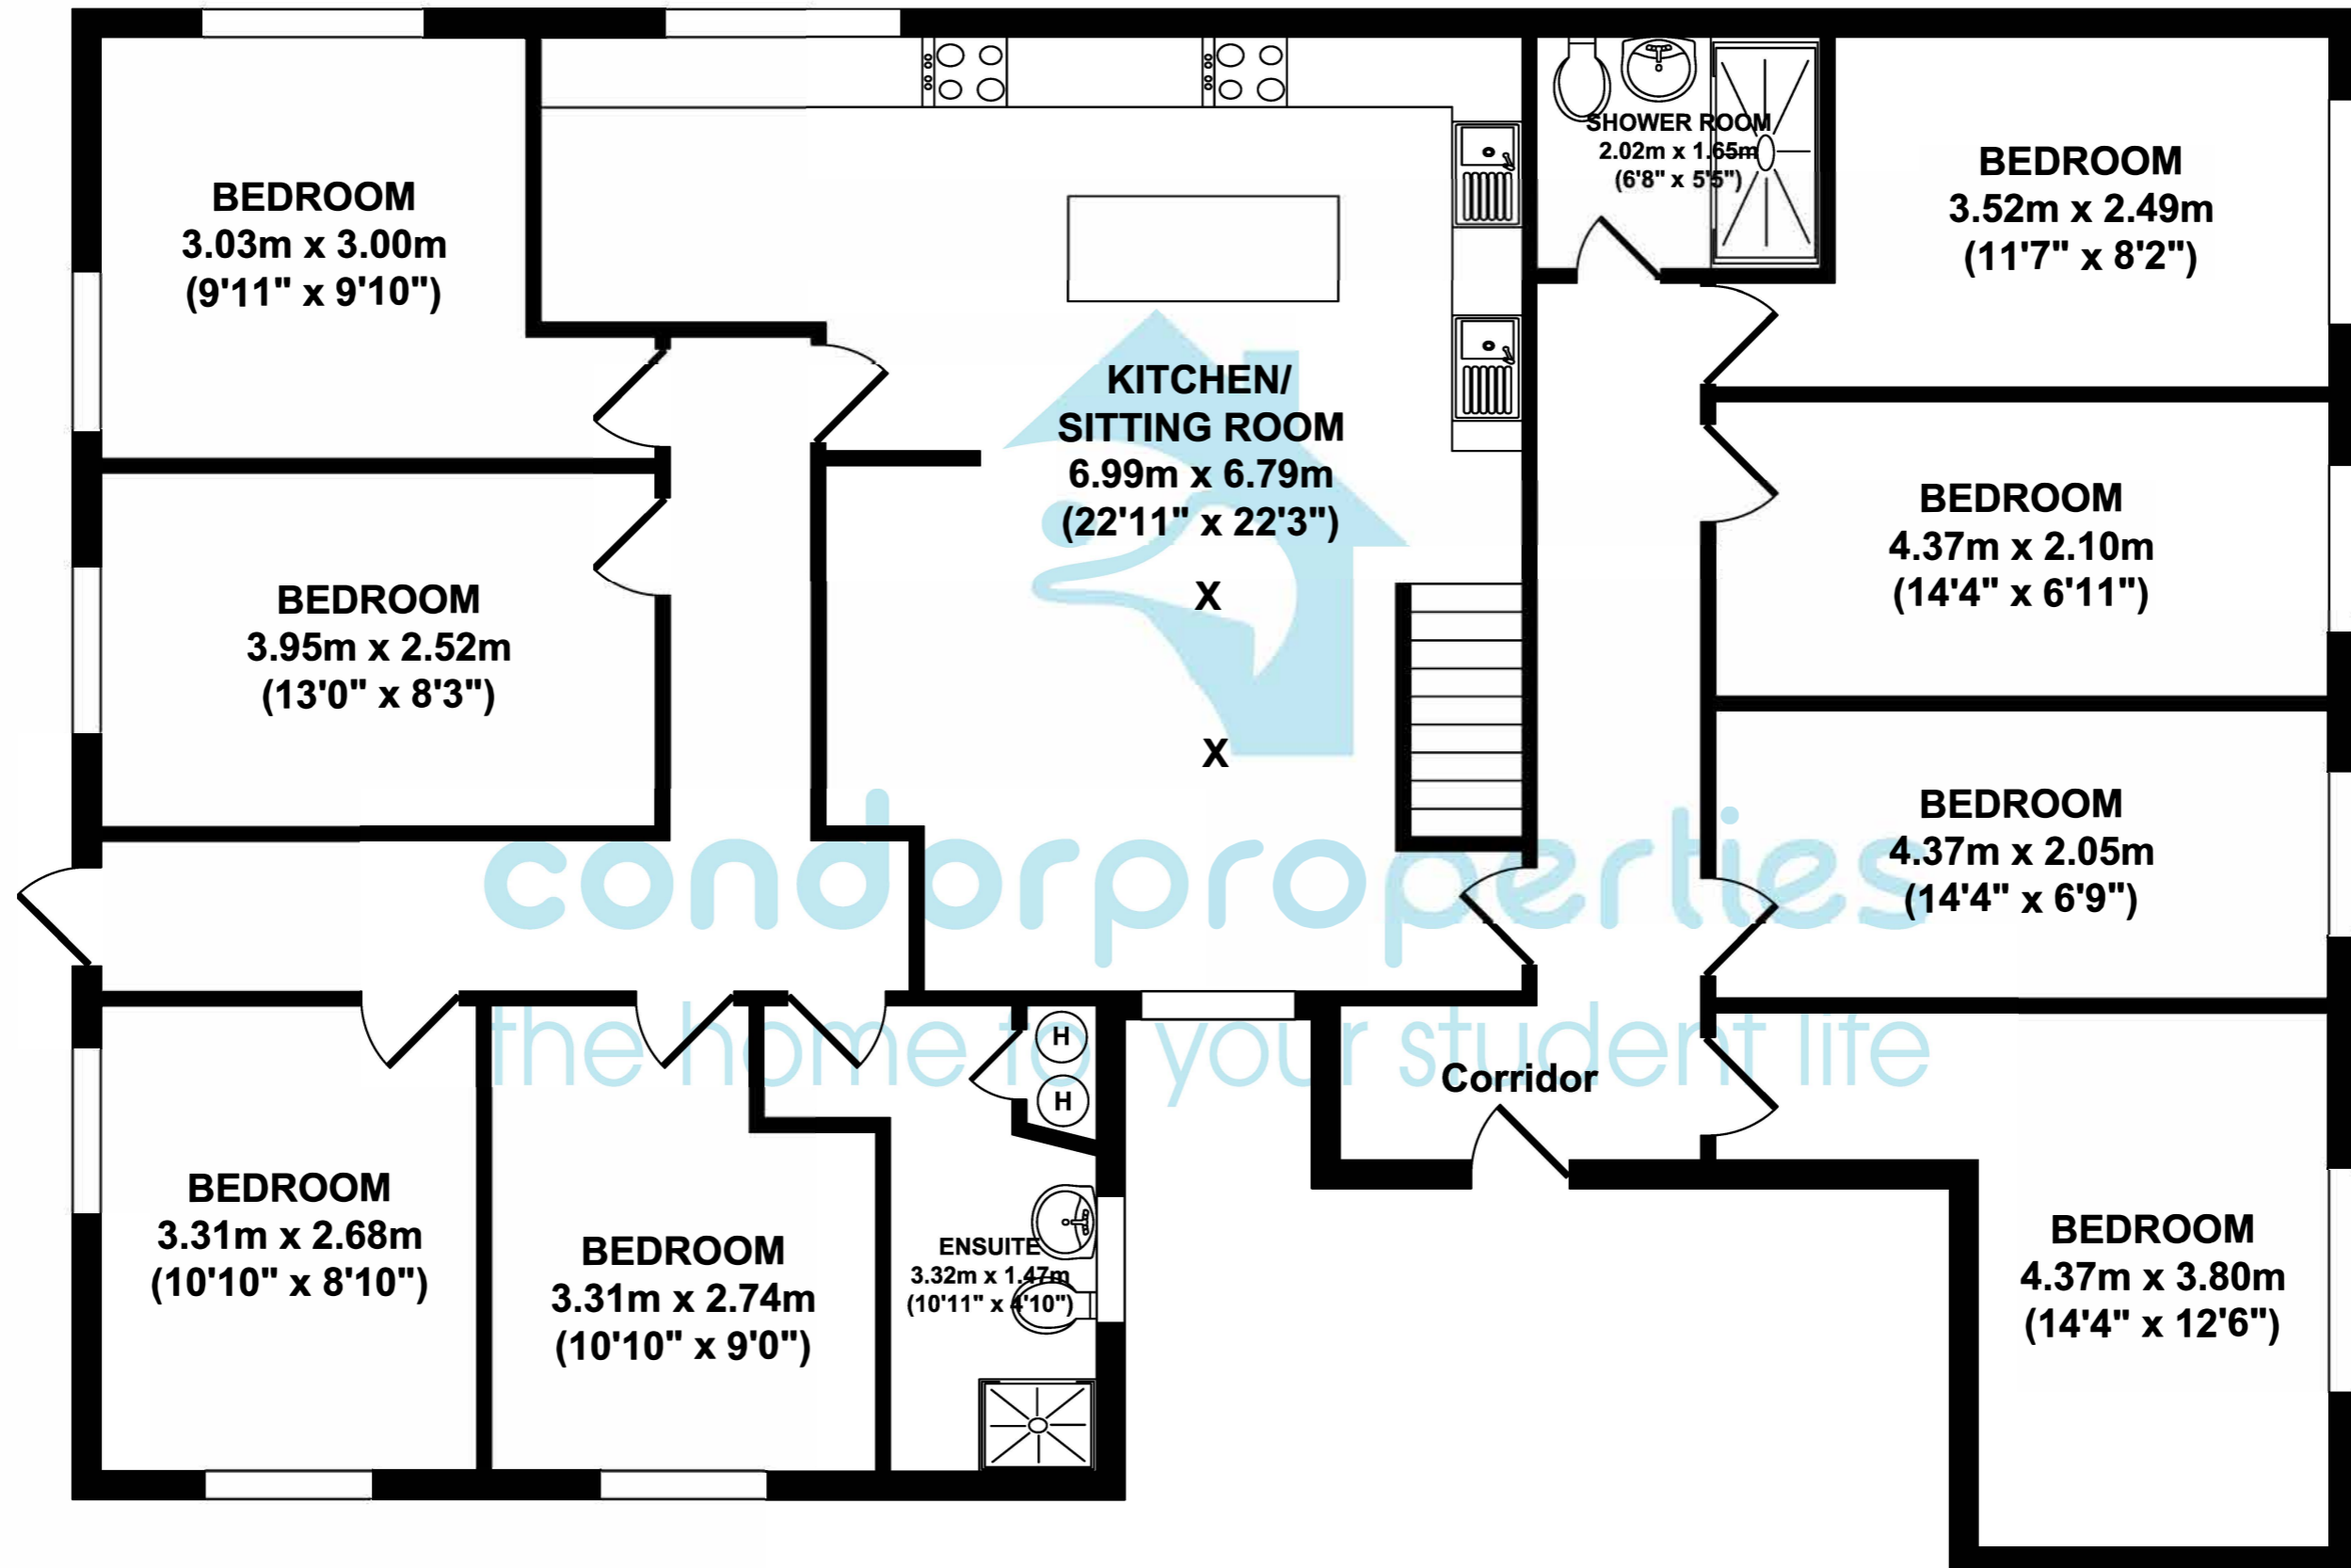 BEDROOM
3.03m x 3.00m
(9'11" x 9'10")
SHOWER ROOM
2.02m x 1.65m
(6'8" x 5'5")
BEDROOM
3.52m x 2.49m
(11'7" x 8'2")
KITCHEN/
SITTING ROOM
6.99m x 6.79m
(22'11" x 22'3")
X
X
BEDROOM
4.37m x 2.10m
(14'4" x 6'11")
BEDROOM
3.95m x 2.52m
(13'0" x 8'3")
BEDROOM
4.37m x 2.05m
(14'4" x 6'9")
condorproperties
the home for your student life
H
H
Corridor
BEDROOM
3.31m x 2.68m
(10'10" x 8'10")
BEDROOM
3.31m x 2.74m
(10'10" x 9'0")
ENSUITE
3.32m x 1.47m
(10'11" x 4'10")
BEDROOM
4.37m x 3.80m
(14'4" x 12'6")